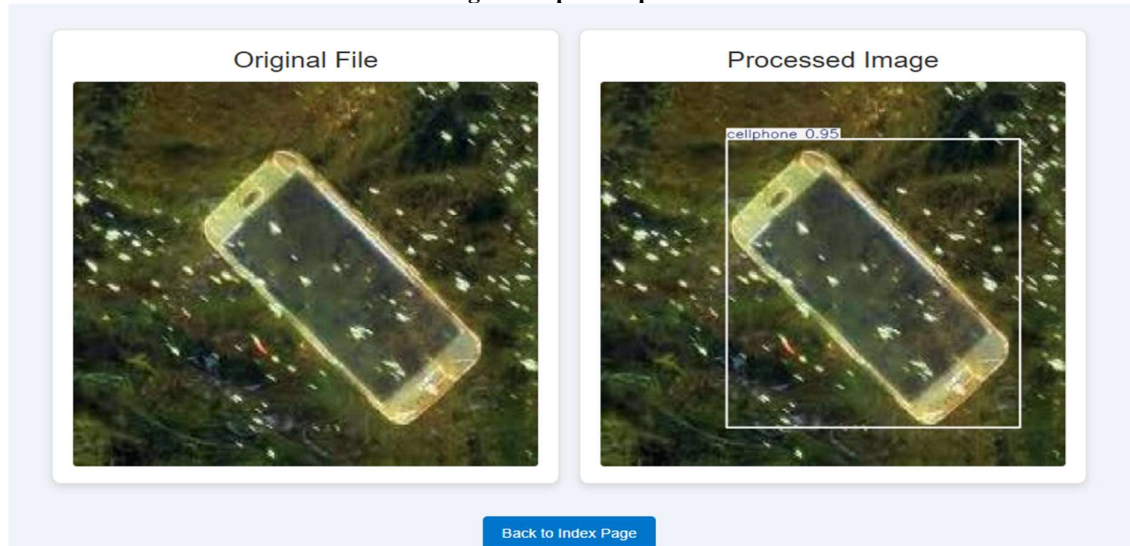 Original File
Processed Image
cellphone 0.95
Back to Index Page